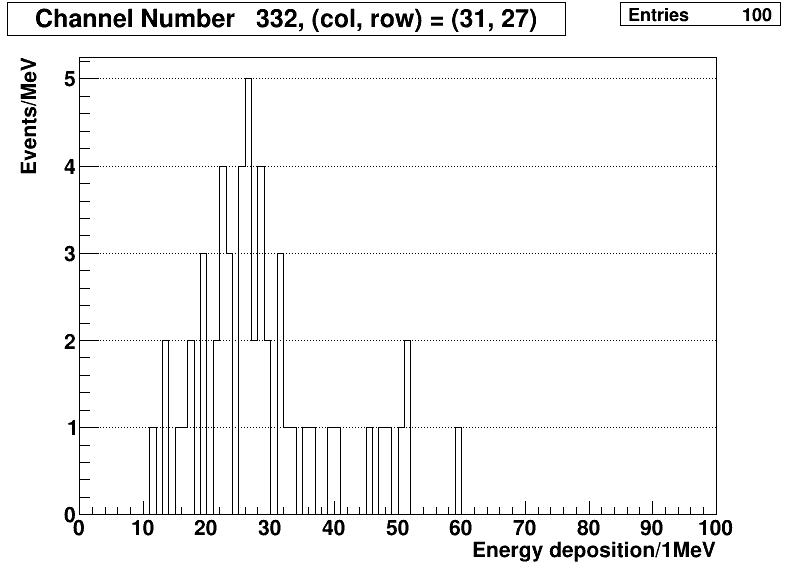 Channel Number 332, (col, row) = (31, 27)
Entries 100
Events/MeV
5
4
3
2
1
0
0 10 20 30 40 50 60 70 80 90 100
Energy deposition/1MeV